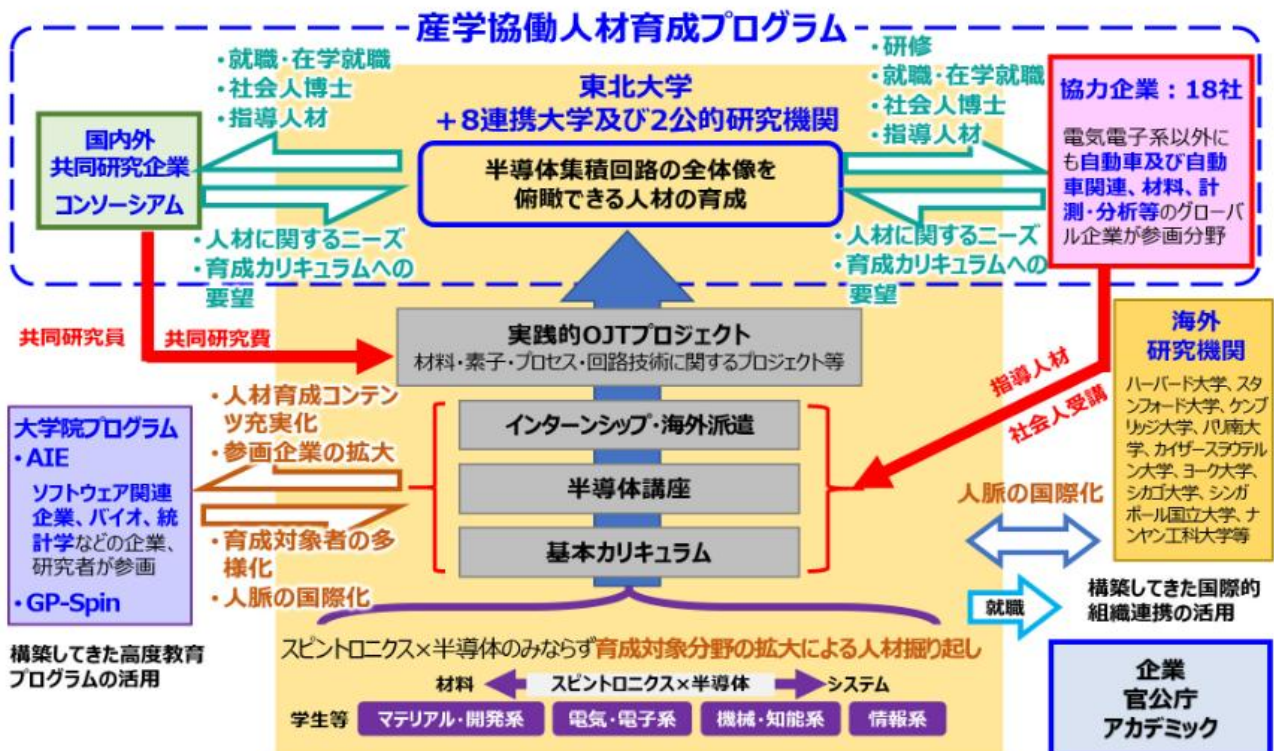 産学協働人材育成プログラム
・就職・在学就職
・社会人博士
・指導人材
東北大学
+8連携大学及び2公的研究機関
・研修
・就職・在学就職
・社会人博士
・指導人材
国内外
共同研究企業
コンソーシアム
半導体集積回路の全体像を
俯瞰できる人材の育成
協力企業：18社
電気電子系以外に
も自動車及び自動
車関連、材料、計
測・分析等のグローバ
ル企業が参画分野
・人材に関するニーズ
・育成カリキュラムへの
要望
・人材に関するニーズ
・育成カリキュラムへの
要望
共同研究員
共同研究費
実践的OJTプロジェクト
材料・素子・プロセス・回路技術に関するプロジェクト等
指導人材
社会人受講
海外
研究機関
ハーバード大学、スタ
ンフォード大学、ケンブ
リッジ大学、パリ南大
学、カイザースラウテル
ン大学、ヨーク大学、
シカゴ大学、シンガ
ポール国立大学、ナ
ンヤン工科大学等
大学院プログラム
・AIE
ソフトウェア関連
企業、バイオ、統
計学などの企業、
研究者が参画
・GP-Spin
・人材育成コンテン
ツ充実化
・参画企業の拡大
・育成対象者の多
様化
・人脈の国際化
インターンシップ・海外派遣
半導体講座
基本カリキュラム
人脈の国際化
就職
構築してきた国際的
組織連携の活用
構築してきた高度教育
プログラムの活用
スピントロニクス×半導体のみならず育成対象分野の拡大による人材掘り起し
材料
スピントロニクス×半導体
システム
学生等
マテリアル・開発系
電気・電子系
機械・知能系
情報系
企業
官公庁
アカデミック